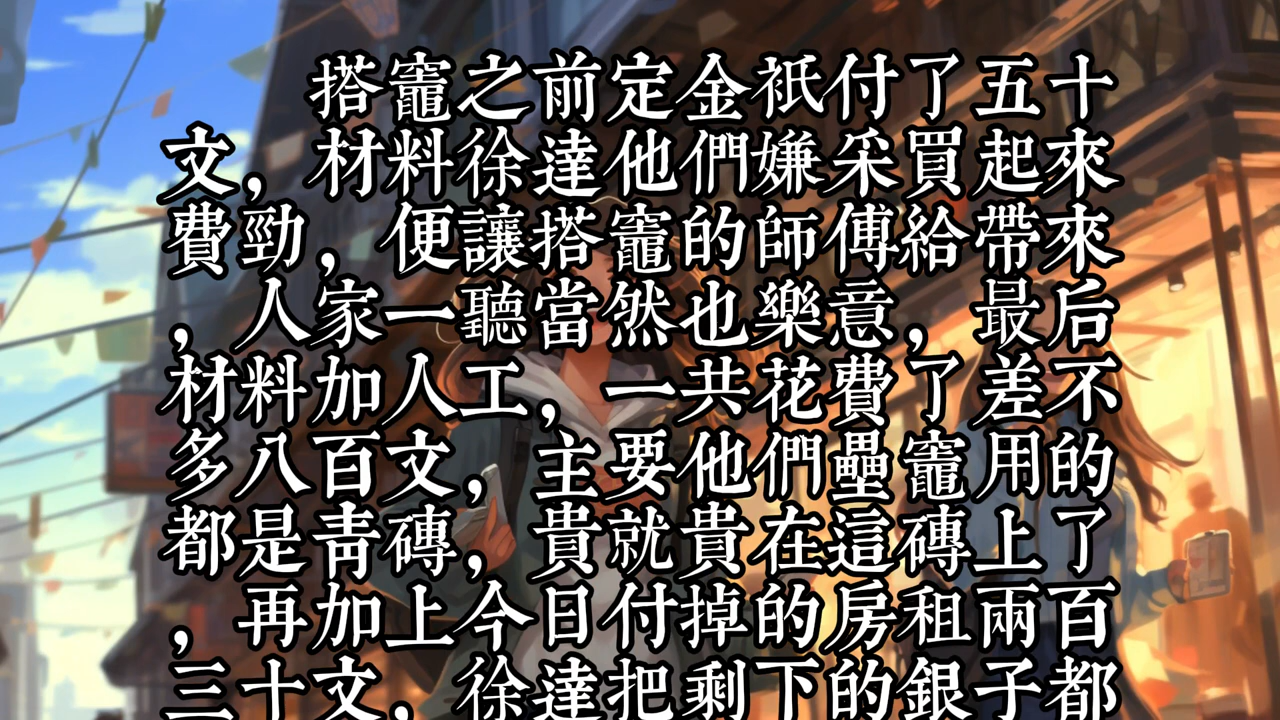 搭竈之前定金衹付了五十
文，材料徐達他們嫌采買起來
費勁，便讓搭竈的師傅給帶來
，人家一聽當然也樂意，最后
材料加人工，一共花費了差不
多八百文，主要他們壘竈用的
都是青磚，貴就貴在這磚上了
，再加上今日付掉的房租兩百
三十文，徐達把剩下的銀子都